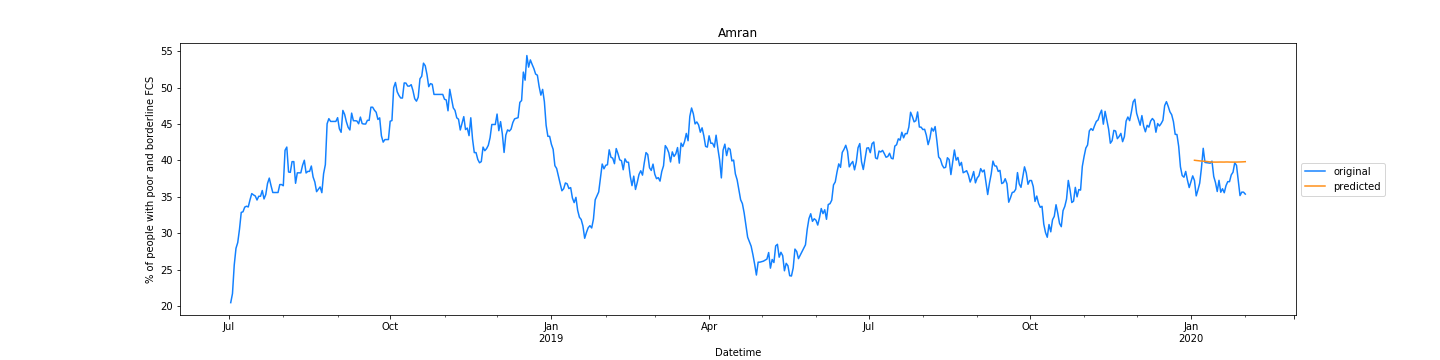 Amran
% of people with poor and borderline FCS
55
50
45
40
35
30
25
20
Jul
Oct
Jan
2019
Apr
Jul
Oct
Jan
2020
Datetime
original
predicted